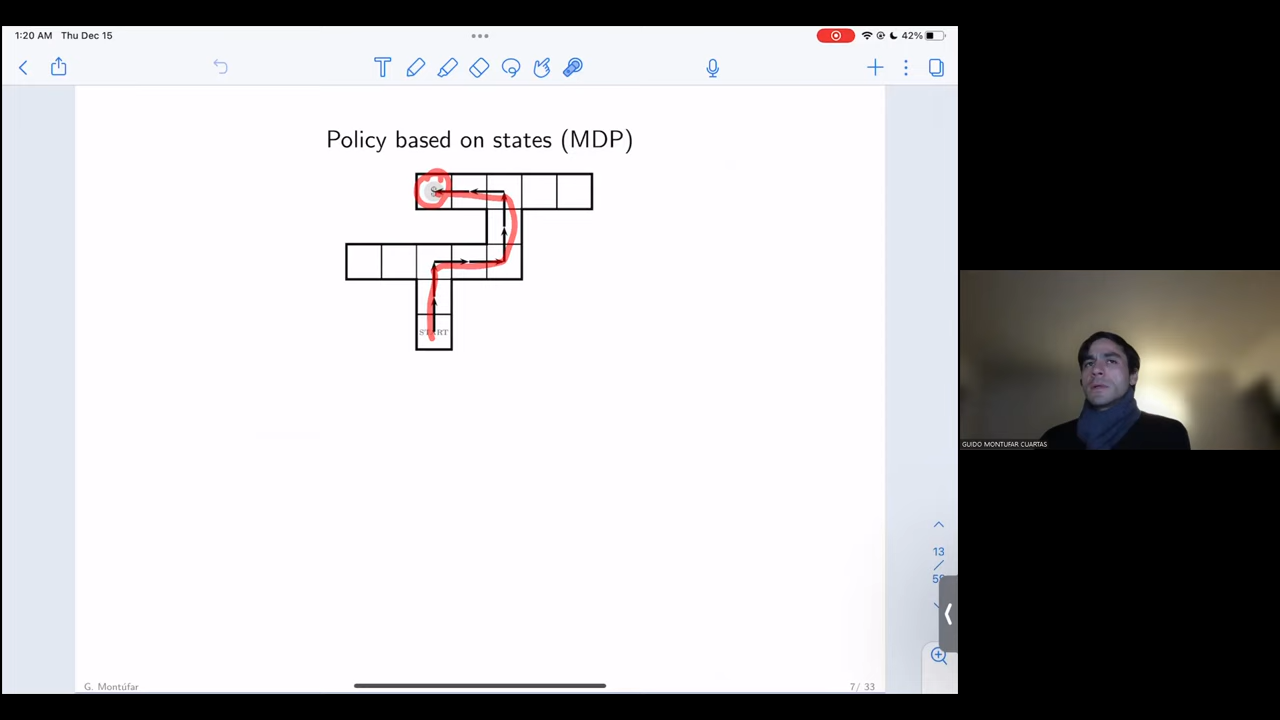 1:20 AM Thu Dec 15
42%
T
Policy based on states (MDP)
$
START
GUIDO MONTUFAR CUARTAS
13
/
G. Montúfar
7/ 33